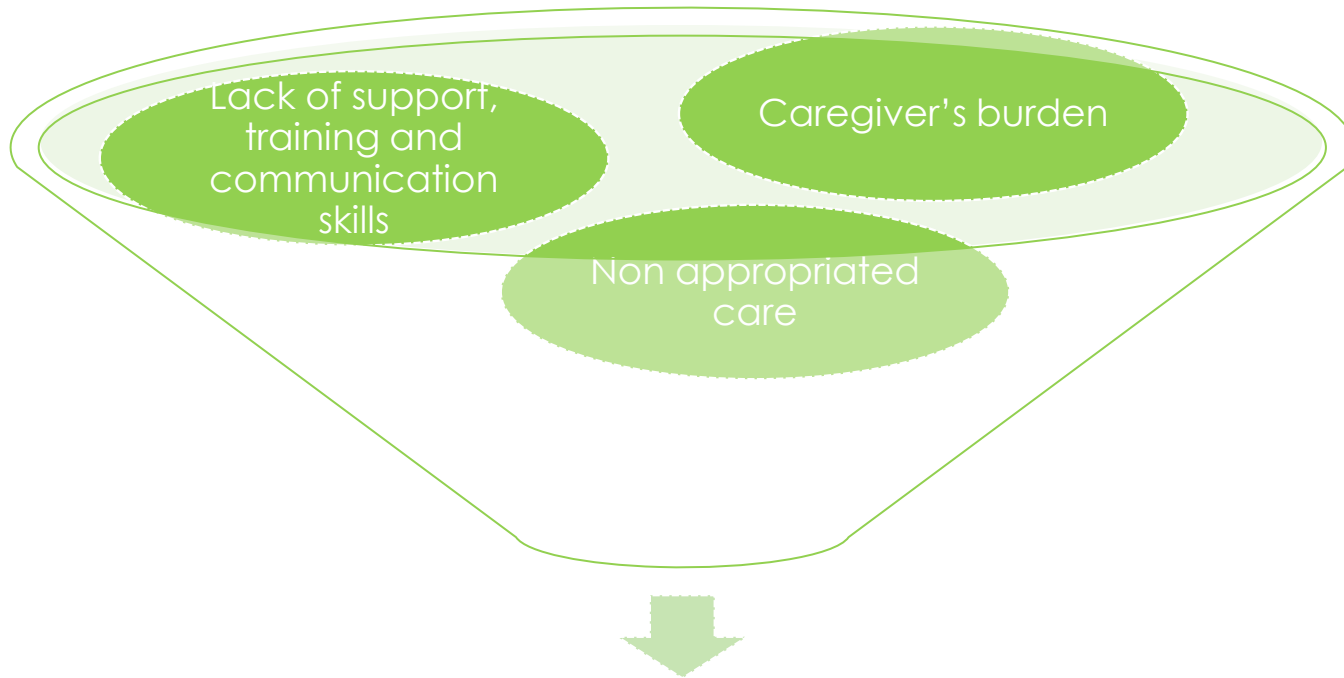 Lack of support,
training and
communication
skills
Caregiver’s burden
Non appropriated
care